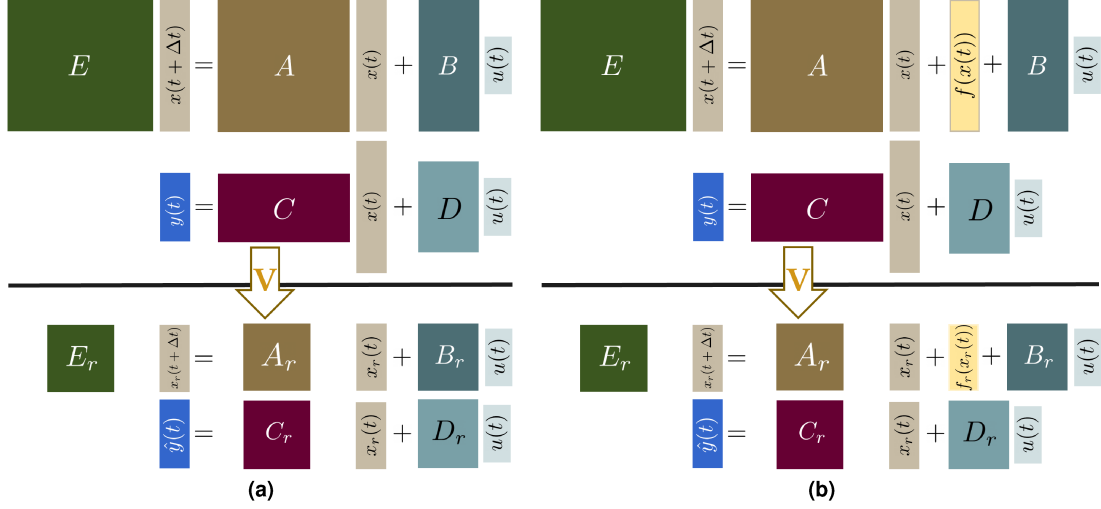 E x(t + Δt) = A x(t) + B u(t)
y(t) = C x(t) + D u(t)
V
E_r x_r(t + Δt) = A_r x_r(t) + B_r u(t)
ŷ(t) = C_r x_r(t) + D_r u(t)
(a)
E x(t + Δt) = A x(t) + f(x(t)) + B u(t)
y(t) = C x(t) + D u(t)
V
E_r x_r(t + Δt) = A_r x_r(t) + f_r(x_r(t)) + B_r u(t)
ŷ(t) = C_r x_r(t) + D_r u(t)
(b)